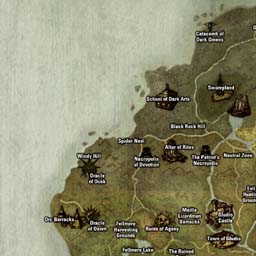 Catacomb of
Dark Omens
Swampland
School of Dark Arts
Black Rock Hill
Spider Nest
Altar of Rites
Windy Hill
Necropolis
of Devotion
The Patriot's
Necropolis
Neutral Zone
Oracle
of Dusk
Orc Barracks
Oracle
of Dawn
Fellmere
Harvesting
Grounds
Ruins of Agony
Maille
Lizardman
Barracks
Gludio
Castle
Hunting
Grounds
Town of Gludio
Fellmere Lake
The Ruined